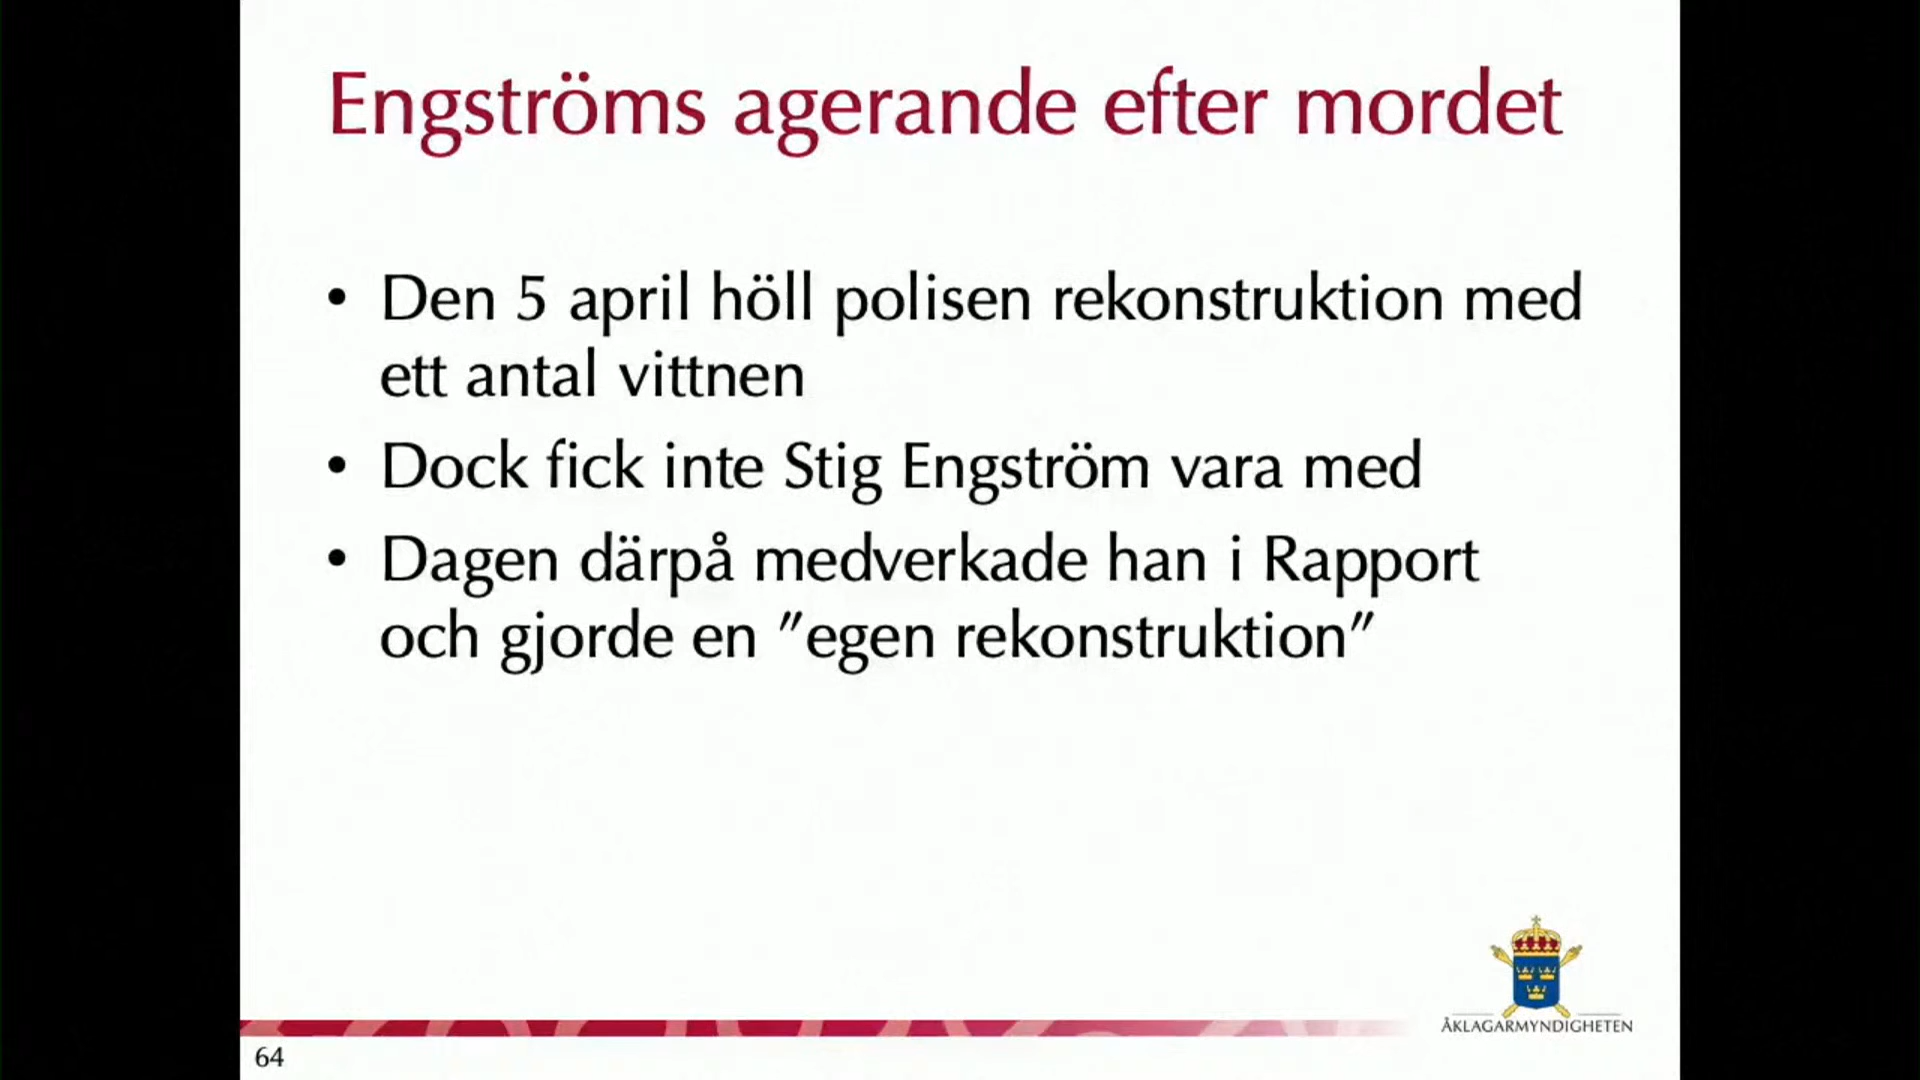 Engströms agerande efter mordet
• Den 5 april höll polisen rekonstruktion med
ett antal vittnen
• Dock fick inte Stig Engström vara med
• Dagen därpå medverkade han i Rapport
och gjorde en ”egen rekonstruktion”
ÅKLAGARMYNDIGHETEN
64